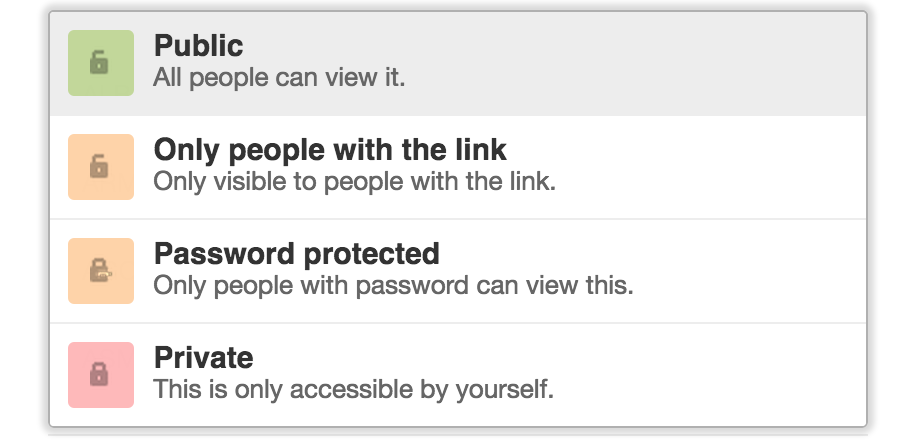 Public
All people can view it.
Only people with the link
Only visible to people with the link.
Password protected
Only people with password can view this.
Private
This is only accessible by yourself.